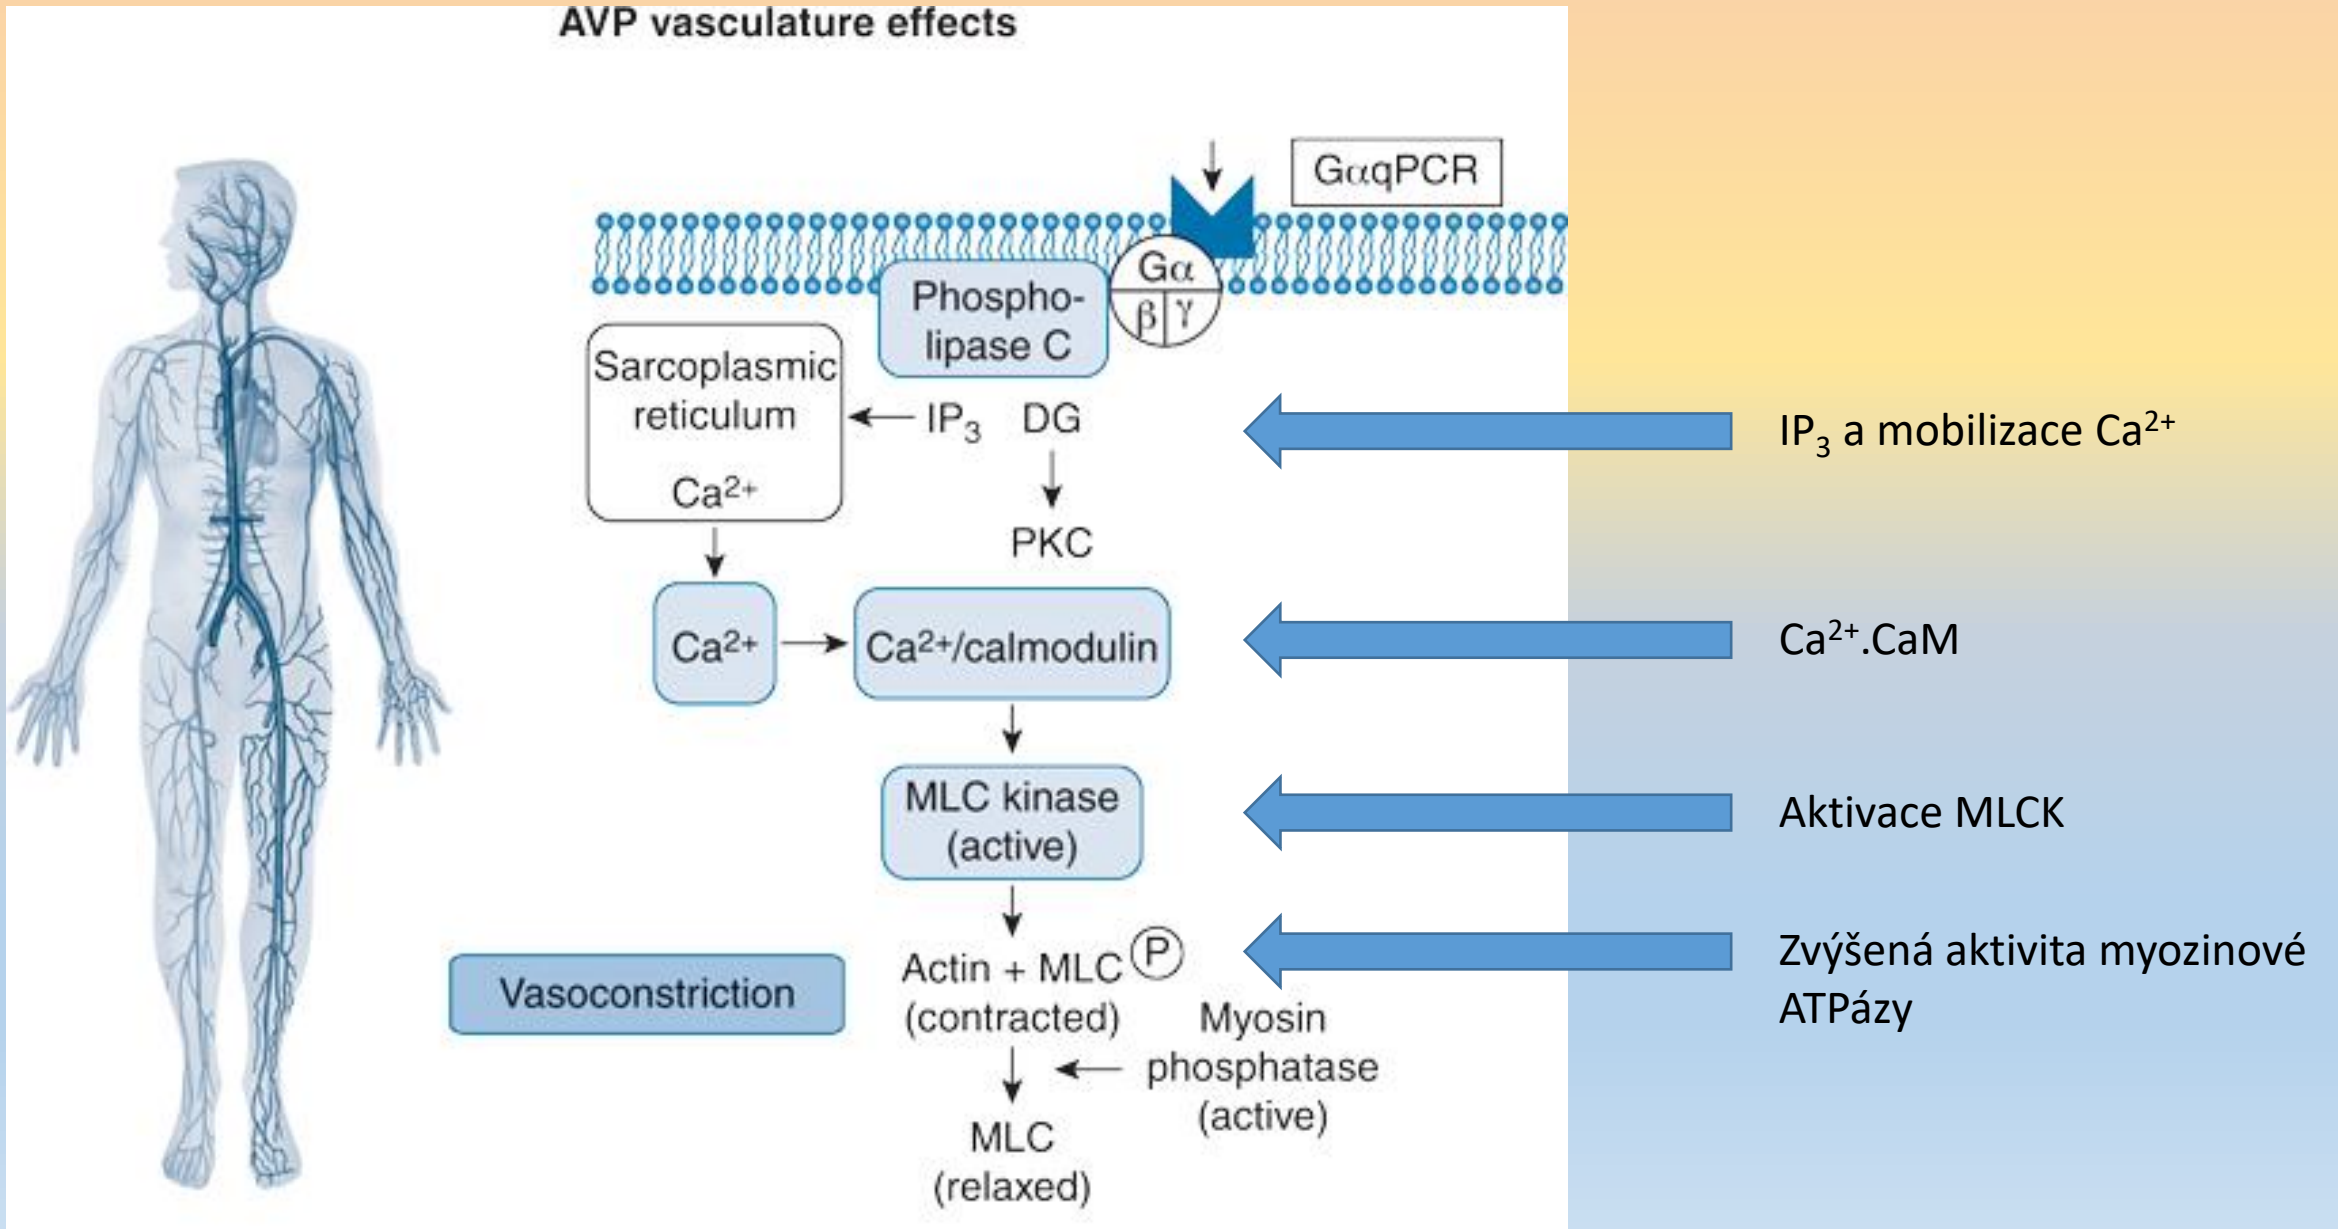 AVP vasculature effects
GαqPCR
Gα
β γ
Phospho-
lipase C
Sarcoplasmic
reticulum
Ca²⁺
IP₃ DG
PKC
Ca²⁺
Ca²⁺/calmodulin
MLC kinase
(active)
Vasoconstriction
Actin + MLC P
(contracted)
Myosin
phosphatase
(active)
MLC
(relaxed)
IP₃ a mobilizace Ca²⁺
Ca²⁺.CaM
Aktivace MLCK
Zvýšená aktivita myozinové
ATPázy